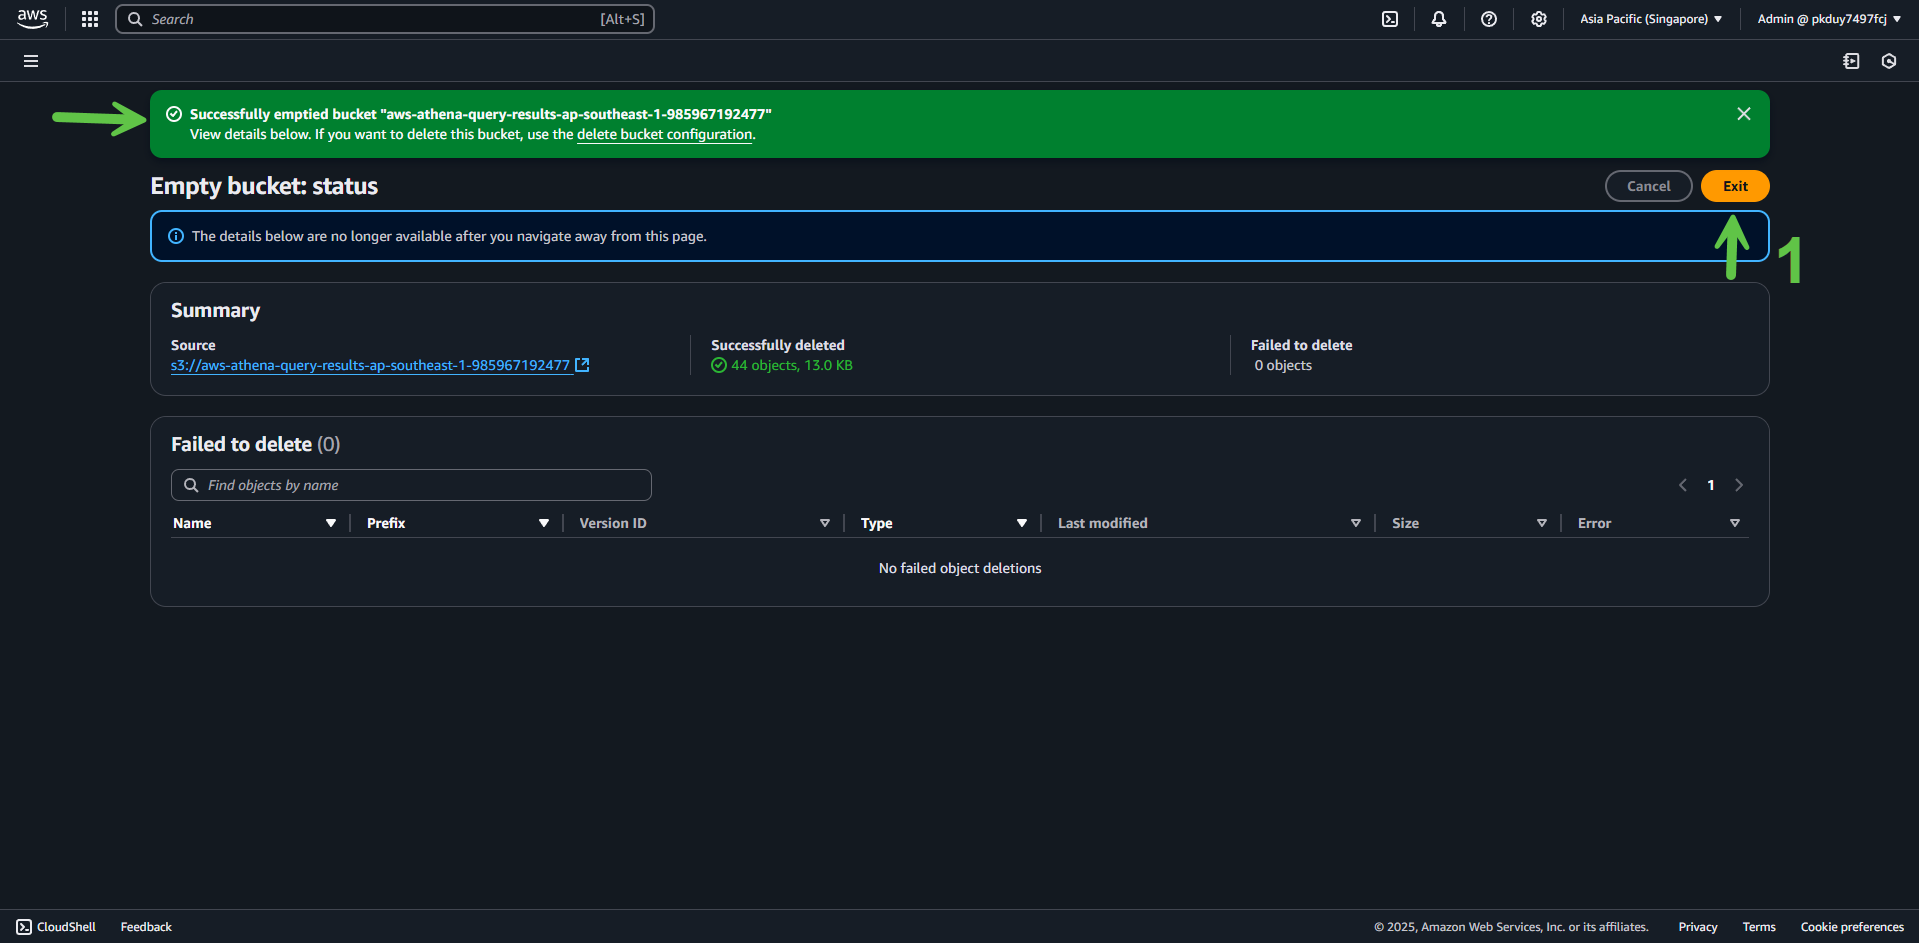 aws
Search [Alt+S]
Asia Pacific (Singapore) Admin @ pkduy7497fcj
Successfully emptied bucket "aws-athena-query-results-ap-southeast-1-985967192477"
View details below. If you want to delete this bucket, use the delete bucket configuration.
Empty bucket: status
Cancel Exit
The details below are no longer available after you navigate away from this page.
1
Summary
Source Successfully deleted Failed to delete
s3://aws-athena-query-results-ap-southeast-1-985967192477 44 objects, 13.0 KB 0 objects
Failed to delete (0)
Find objects by name 1
Name Prefix Version ID Type Last modified Size Error
No failed object deletions
CloudShell Feedback © 2025, Amazon Web Services, Inc. or its affiliates. Privacy Terms Cookie preferences